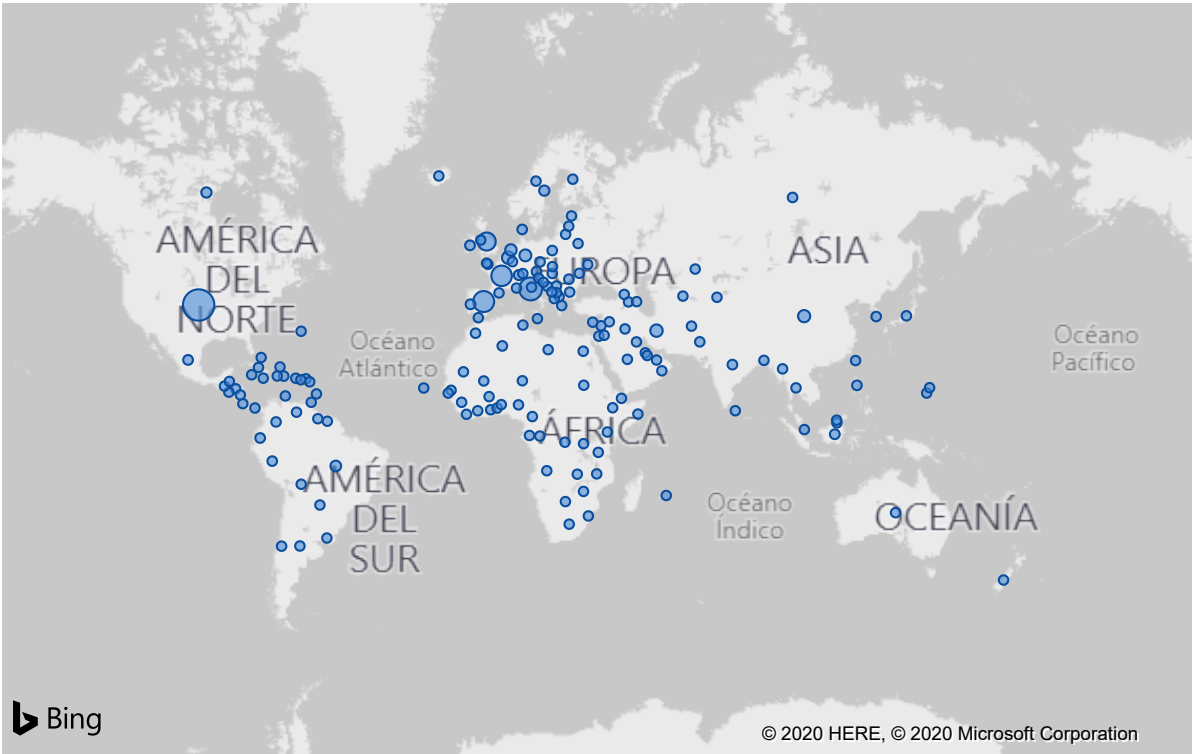 AMÉRICA
DEL
NORTE
EUROPA
ASIA
Océano
Atlántico
Océano
Pacífico
ÁFRICA
AMÉRICA
DEL
SUR
Océano
Índico
OCEANÍA
Bing
© 2020 HERE, © 2020 Microsoft Corporation